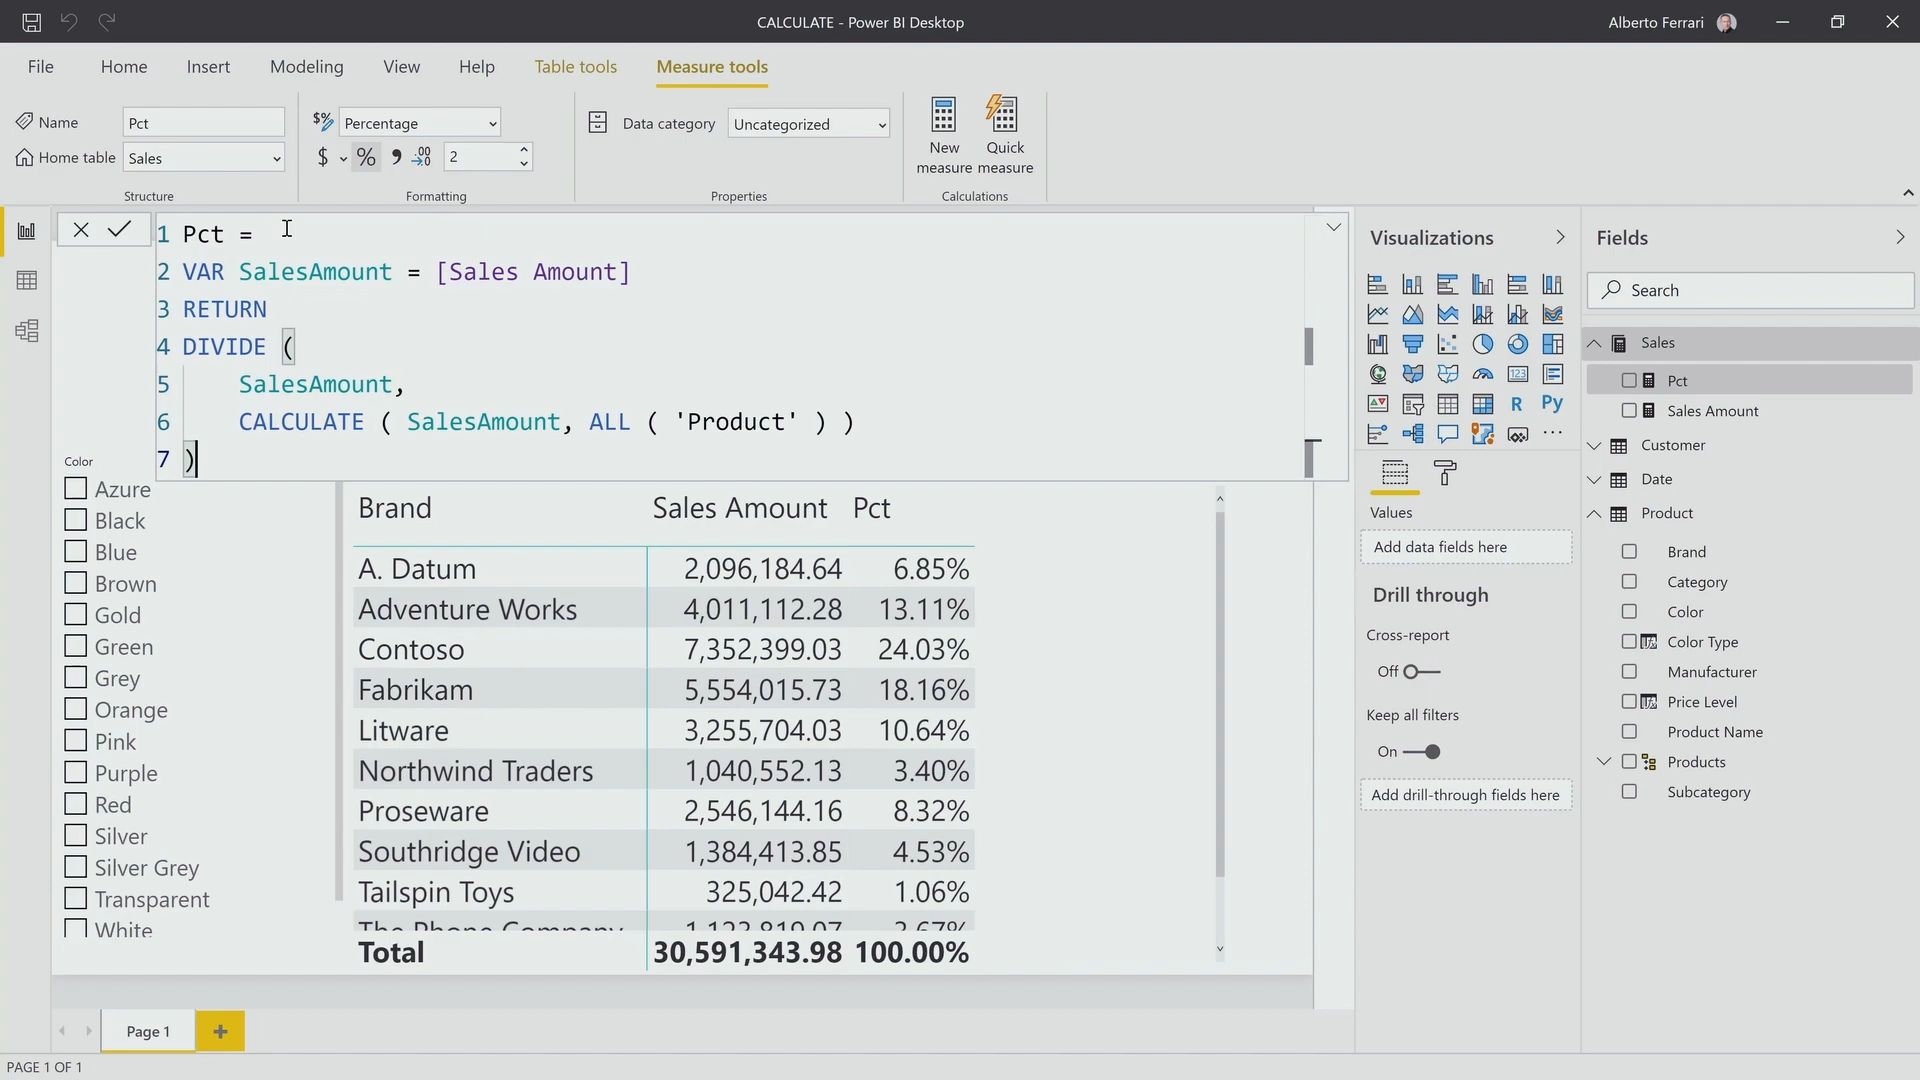 CALCULATE - Power BI Desktop
Alberto Ferrari
File Home Insert Modeling View Help Table tools Measure tools
Name Pct
Home table Sales
Structure
$% Percentage
$ % , .00 2
Formatting
Data category Uncategorized
Properties
New measure
Quick measure
Calculations
1 Pct =
2 VAR SalesAmount = [Sales Amount]
3 RETURN
4 DIVIDE (
5 SalesAmount,
6 CALCULATE ( SalesAmount, ALL ( 'Product' ) )
7 )
Color
Azure
Black
Blue
Brown
Gold
Green
Grey
Orange
Pink
Purple
Red
Silver
Silver Grey
Transparent
White
Brand Sales Amount Pct
A. Datum 2,096,184.64 6.85%
Adventure Works 4,011,112.28 13.11%
Contoso 7,352,399.03 24.03%
Fabrikam 5,554,015.73 18.16%
Litware 3,255,704.03 10.64%
Northwind Traders 1,040,552.13 3.40%
Proseware 2,546,144.16 8.32%
Southridge Video 1,384,413.85 4.53%
Tailspin Toys 325,042.42 1.06%
The Phone Company
Total 30,591,343.98 100.00%
Visualizations
123
R Py
Values
Add data fields here
Drill through
Cross-report
Off
Keep all filters
On
Add drill-through fields here
Fields
Search
Sales
Pct
Sales Amount
Customer
Date
Product
Brand
Category
Color
Color Type
Manufacturer
Price Level
Product Name
Products
Subcategory
Page 1
PAGE 1 OF 1